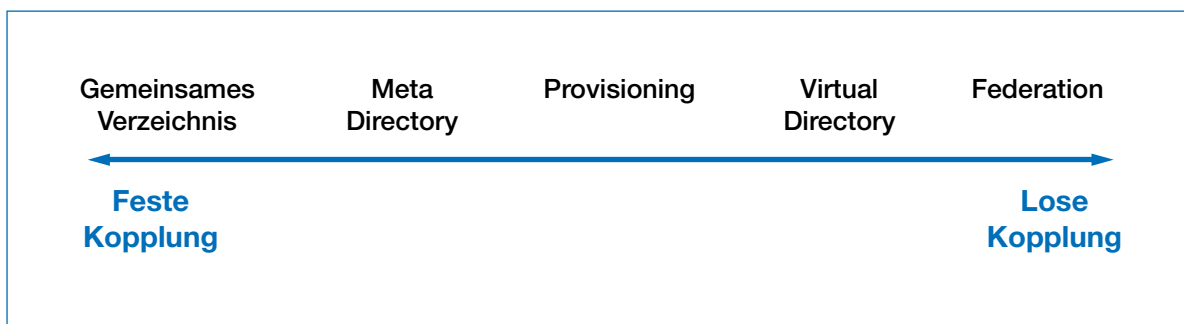 Gemeinsames
Verzeichnis
Meta
Directory
Provisioning
Virtual
Directory
Federation
Feste
Kopplung
Lose
Kopplung